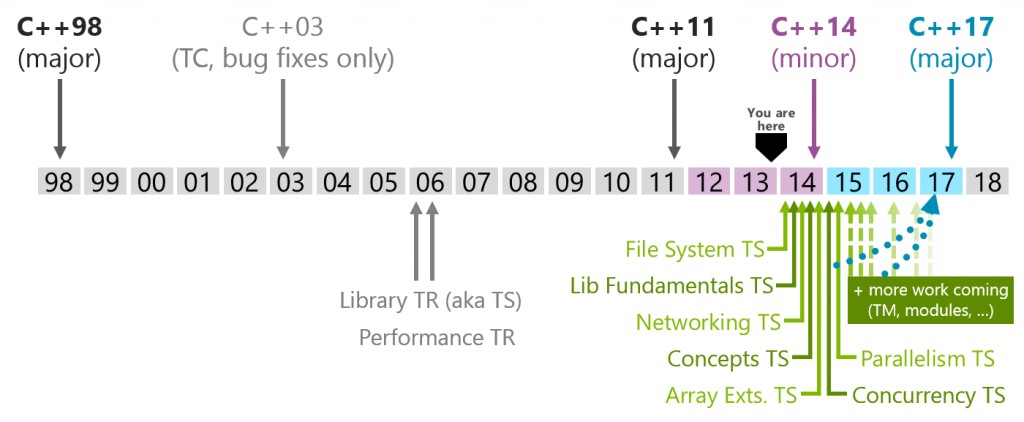 C++98
(major)
C++03
(TC, bug fixes only)
C++11
(major)
C++14
(minor)
C++17
(major)
You are
here
98 99 00 01 02 03 04 05 06 07 08 09 10 11 12 13 14 15 16 17 18
File System TS
Library TR (aka TS)
Lib Fundamentals TS
+ more work coming
(TM, modules, ...)
Performance TR
Networking TS
Concepts TS
Parallelism TS
Array Exts. TS
Concurrency TS